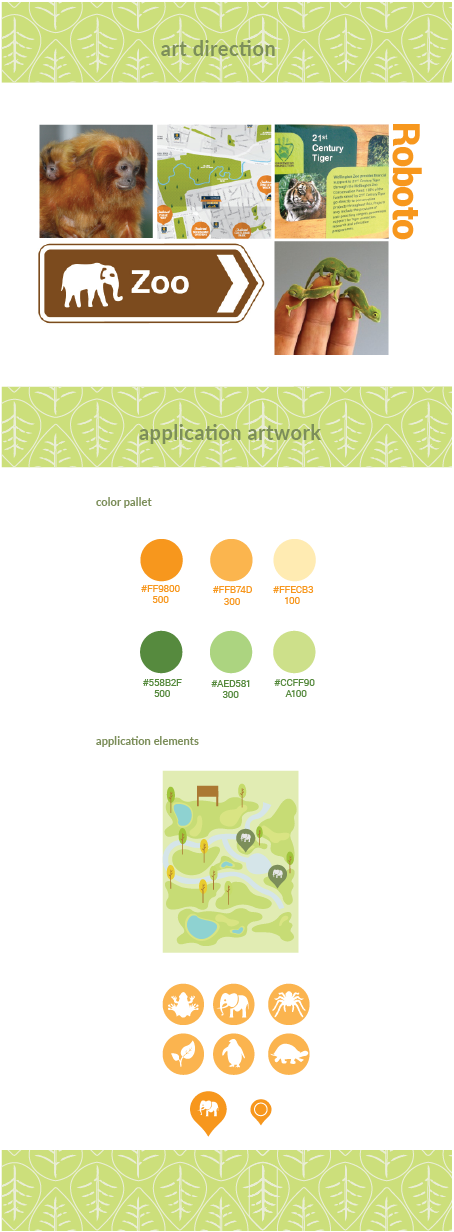 art direction
21st
Century
Tiger
Roboto
Zoo
application artwork
color pallet
#FF9800
500
#FFB74D
300
#FFECB3
100
#558B2F
500
#AED581
300
#CCFF90
A100
application elements